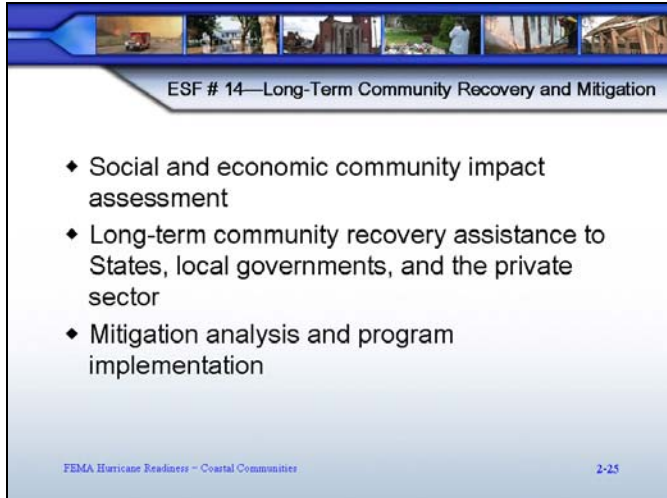 ESF # 14—Long-Term Community Recovery and Mitigation
◆ Social and economic community impact
assessment
◆ Long-term community recovery assistance to
States, local governments, and the private
sector
◆ Mitigation analysis and program
implementation
FEMA Hurricane Readiness – Coastal Communities 2-25